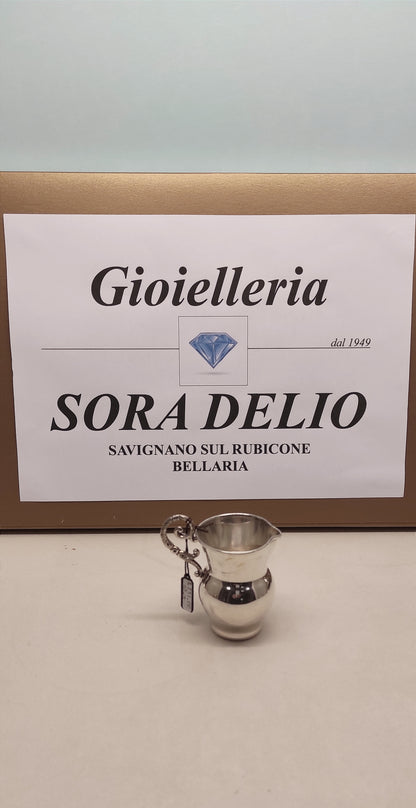 Gioielleria
dal 1949
SORA DELIO
SAVIGNANO SUL RUBICONE
BELLARIA